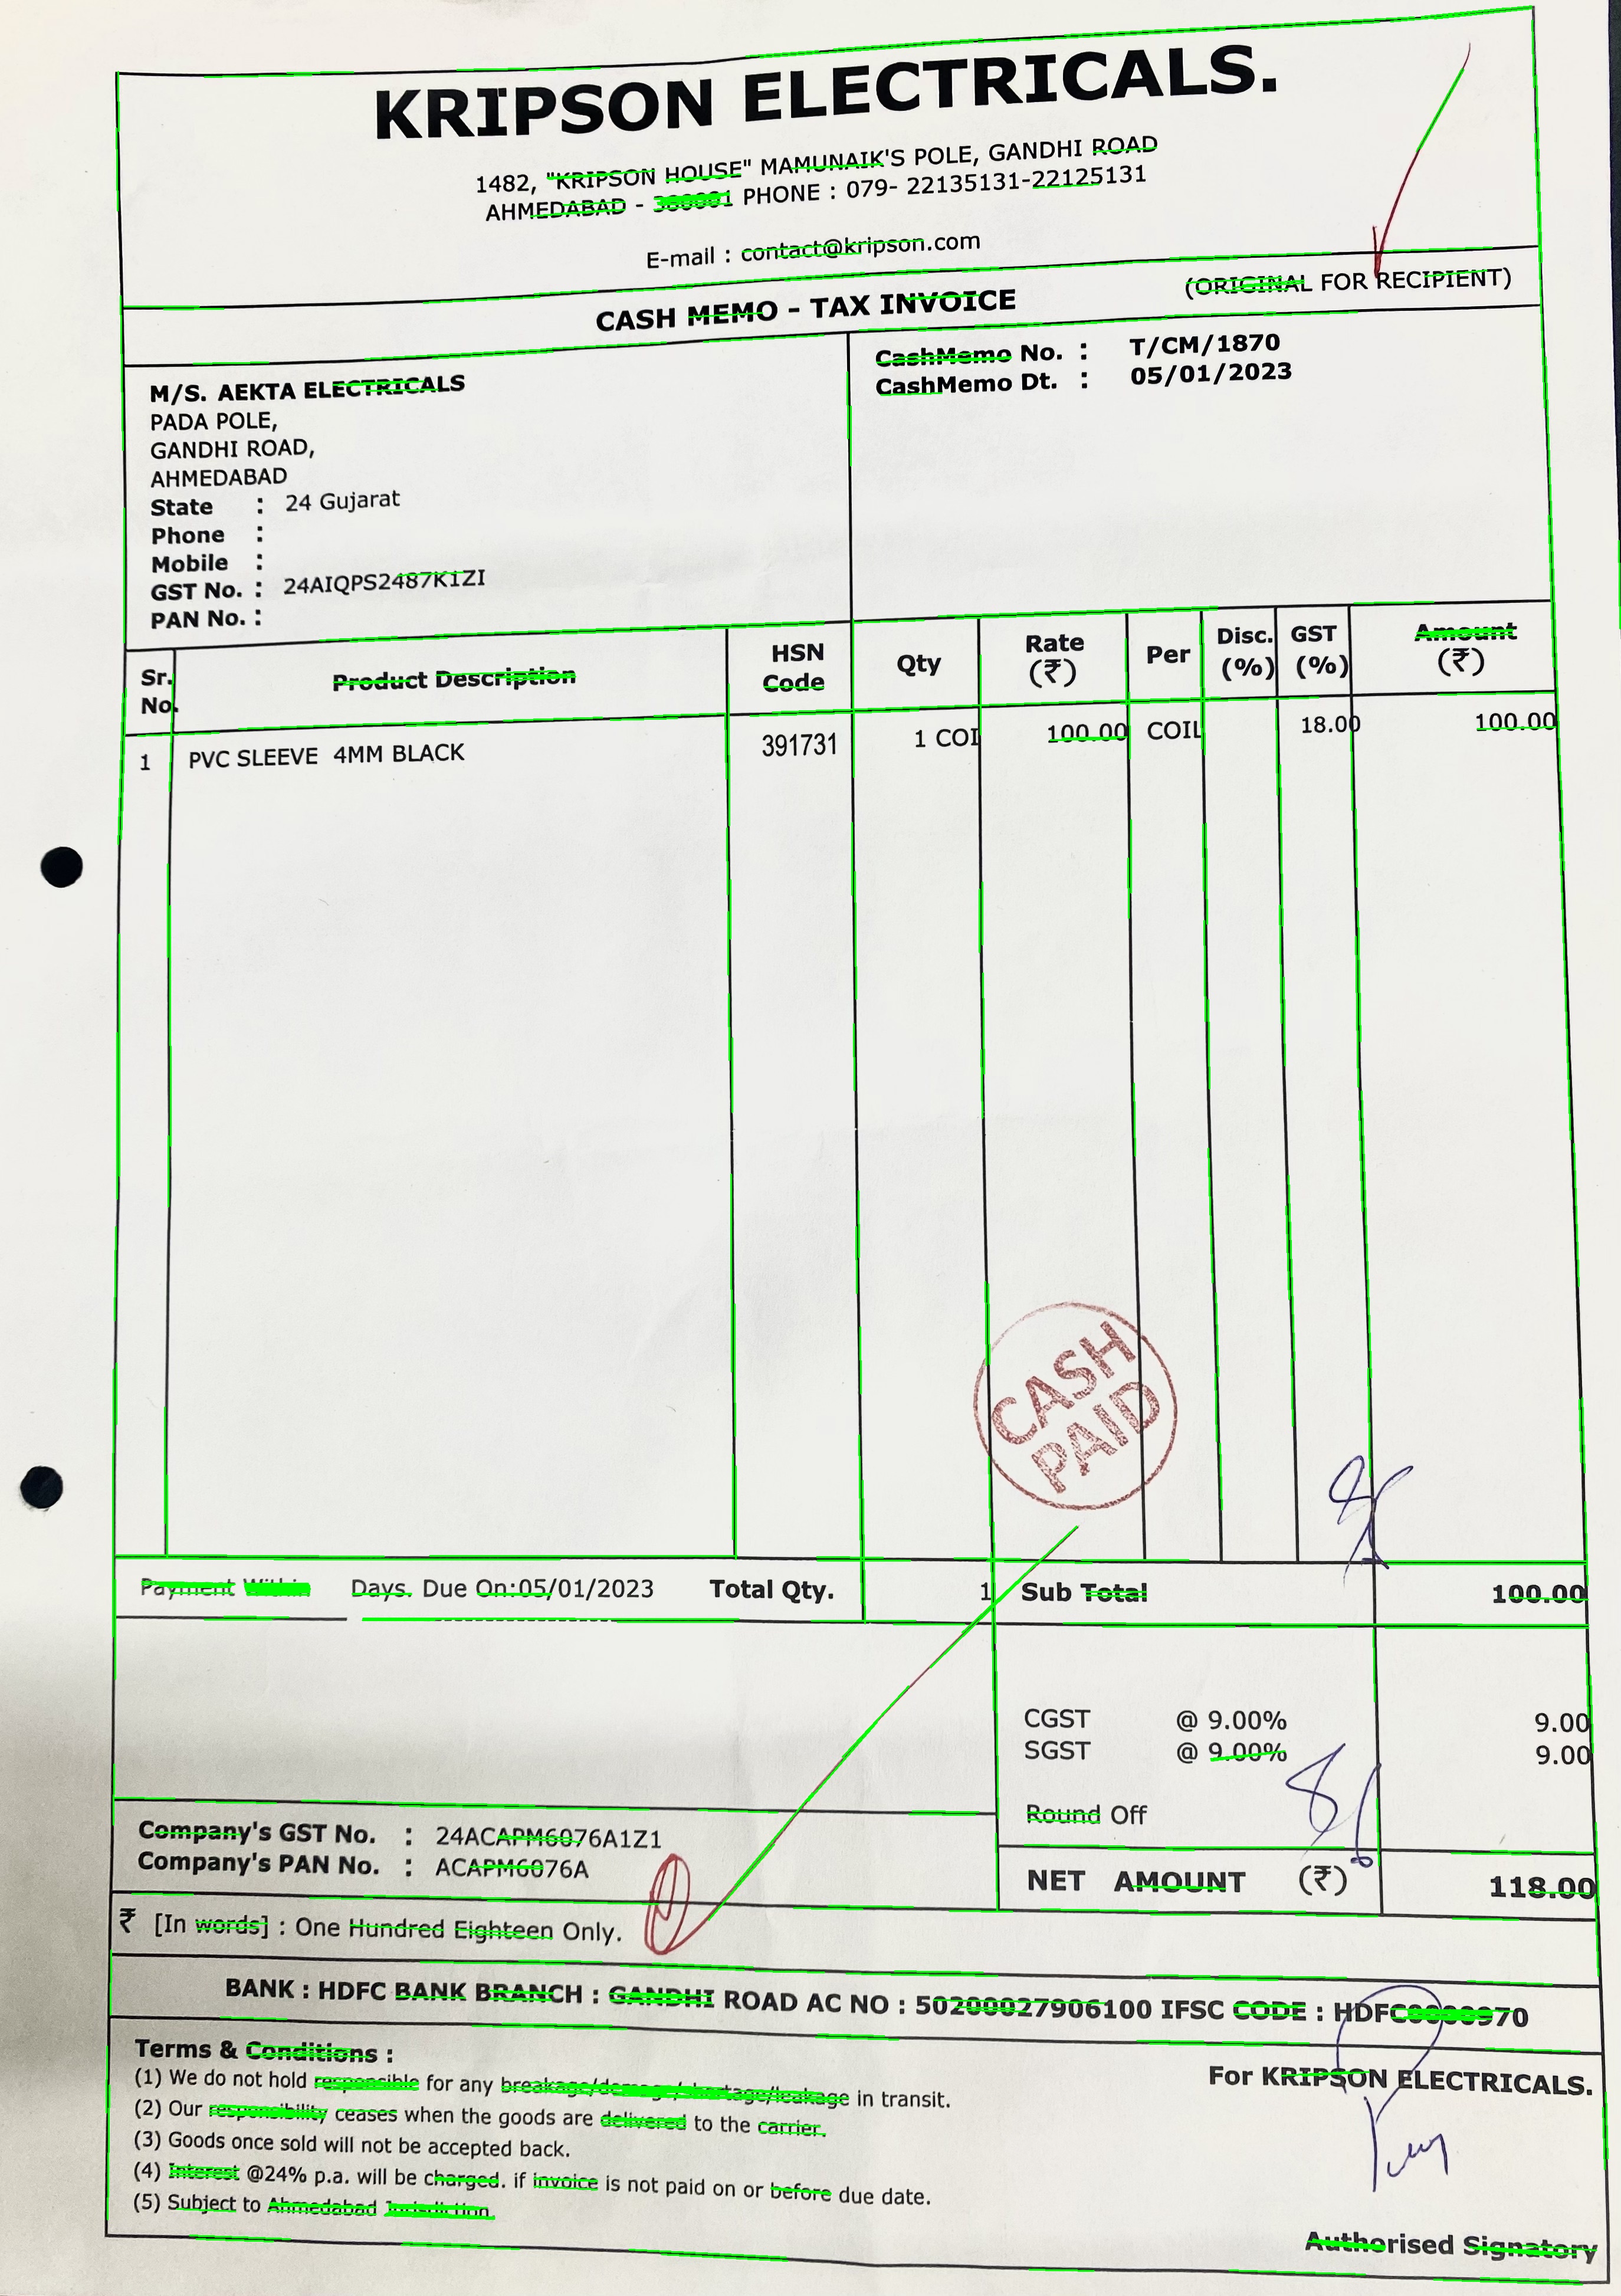 KRIPSON ELECTRICALS.
1482, "KRIPSON HOUSE" MAMUNAIK'S POLE, GANDHI ROAD
AHMEDABAD - 380001 PHONE : 079- 22135131-22125131
E-mail : contact@kripson.com
CASH MEMO - TAX INVOICE (ORIGINAL FOR RECIPIENT)
M/S. AEKTA ELECTRICALS
PADA POLE,
GANDHI ROAD,
AHMEDABAD
State : 24 Gujarat
Phone :
Mobile :
GST No. : 24AIQPS2487K1ZI
PAN No. :
CashMemo No. : T/CM/1870
CashMemo Dt. : 05/01/2023
Sr. No. Product Description HSN Code Qty Rate (₹) Per Disc. (%) GST (%) Amount (₹)
1 PVC SLEEVE 4MM BLACK 391731 1 COI 100.00 COIL 18.00 100.00
CASH
PAID
Payment Within Days. Due On:05/01/2023 Total Qty. 1 Sub Total 100.00
CGST @ 9.00% 9.00
SGST @ 9.00% 9.00
Round Off
Company's GST No. : 24ACAPM6076A1Z1
Company's PAN No. : ACAPM6076A
NET AMOUNT (₹) 118.00
₹ [In words] : One Hundred Eighteen Only.
BANK : HDFC BANK BRANCH : GANDHI ROAD AC NO : 50200027906100 IFSC CODE : HDFC0000970
Terms & Conditions :
(1) We do not hold responsible for any breakage/demage/shortage/leakage in transit.
(2) Our responsibility ceases when the goods are delivered to the carrier.
(3) Goods once sold will not be accepted back.
(4) Interest @24% p.a. will be charged. if invoice is not paid on or before due date.
(5) Subject to Ahmedabad Jurisdiction.
For KRIPSON ELECTRICALS.
Authorised Signatory